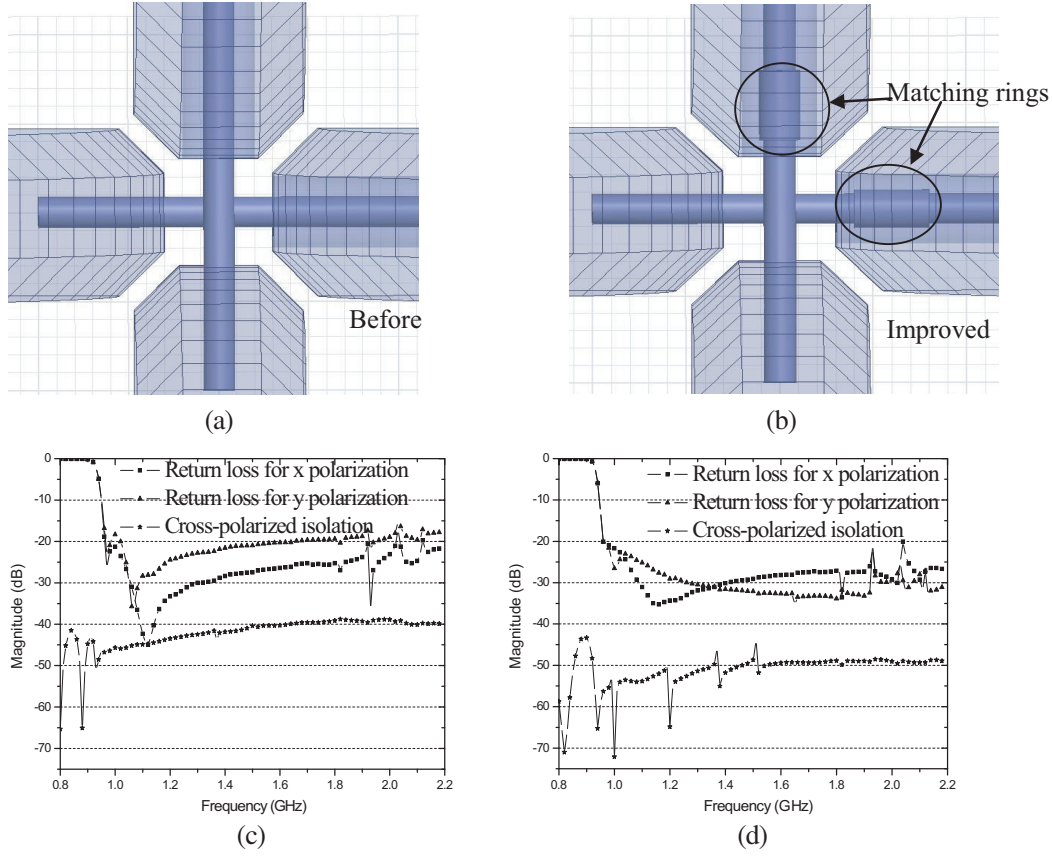 Before
(a)
Matching rings
Improved
(b)
0
-10
-20
-30
-40
-50
-60
-70
Magnitude (dB)
Return loss for x polarization
Return loss for y polarization
Cross-polarized isolation
0.8 1.0 1.2 1.4 1.6 1.8 2.0 2.2
Frequency (GHz)
(c)
0
-10
-20
-30
-40
-50
-60
-70
Magnitude (dB)
Return loss for x polarization
Return loss for y polarization
Cross-polarized isolation
0.8 1.0 1.2 1.4 1.6 1.8 2.0 2.2
Frequency (GHz)
(d)